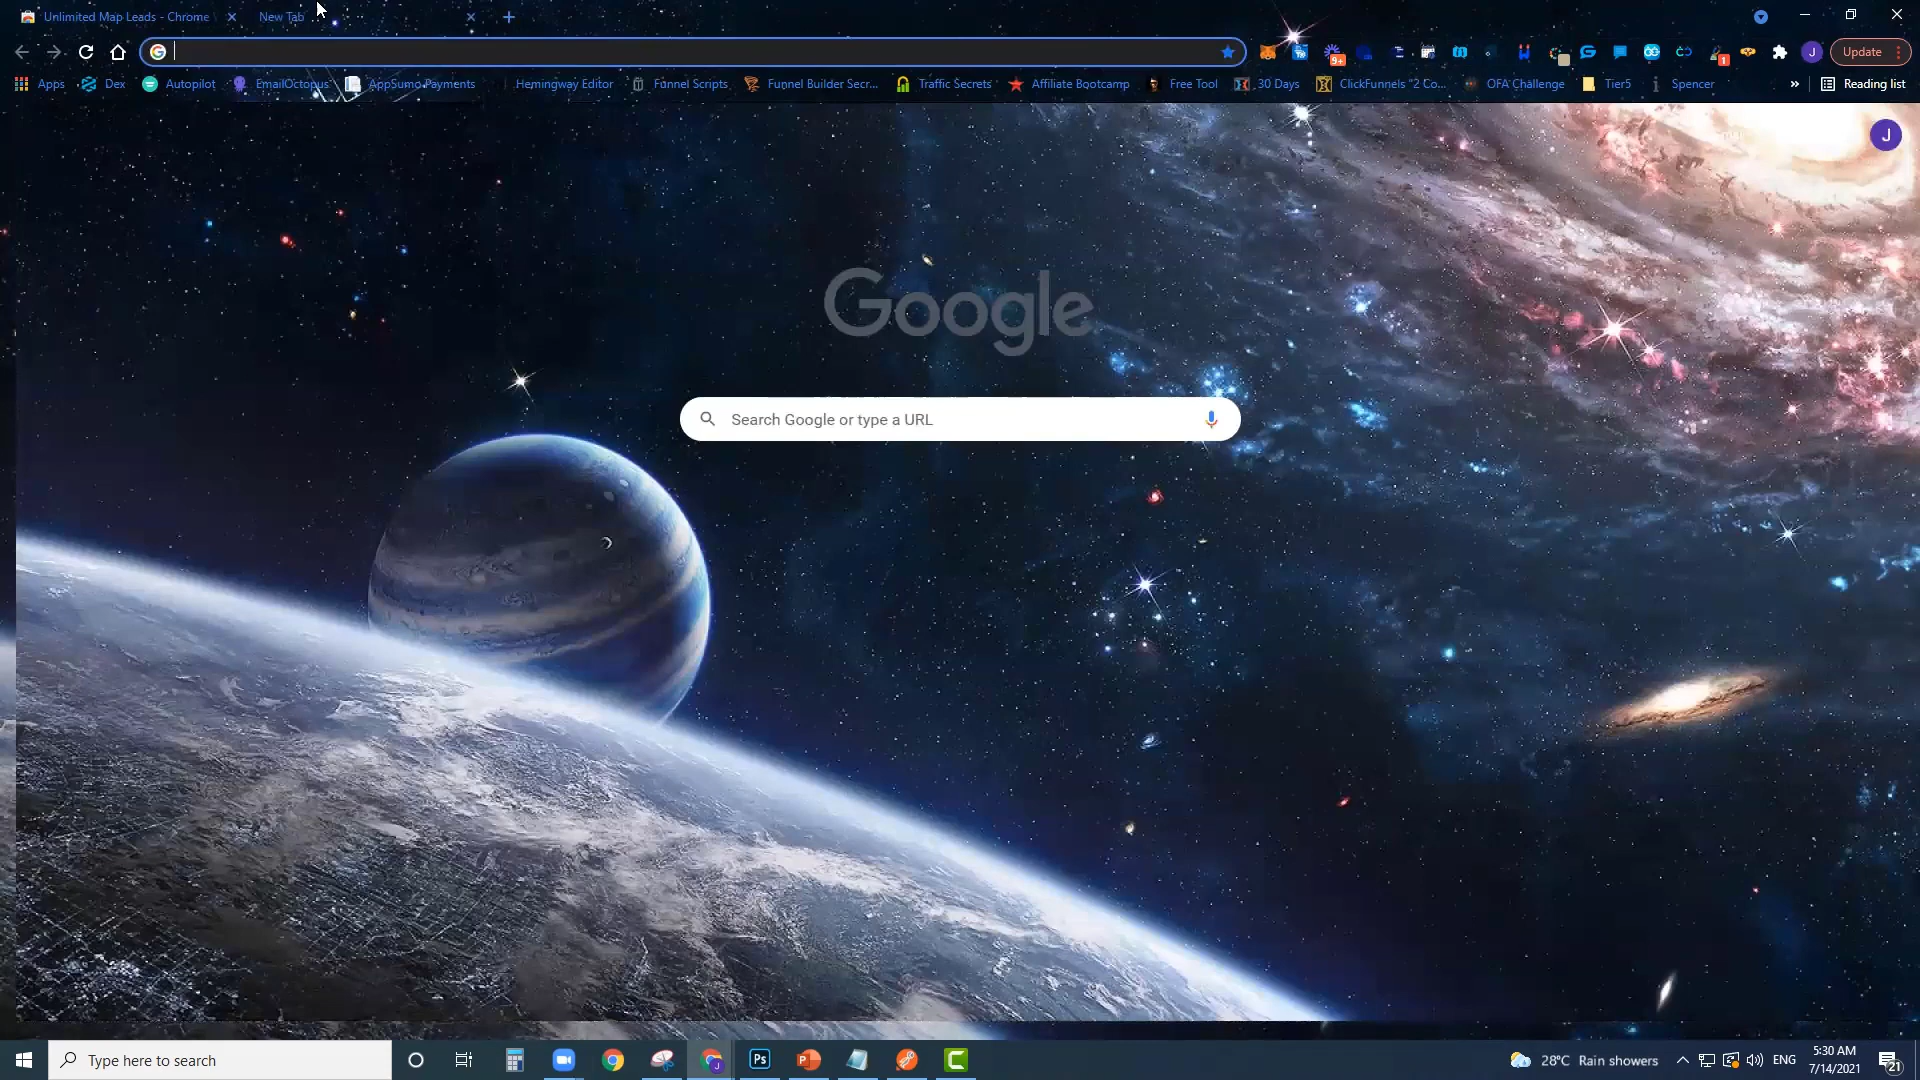 Unlimited Map Leads - Chrome
New Tab
9+
1
J
Update
Apps
Dex
Autopilot
EmailOctopus
AppSumo Payments
Hemingway Editor
Funnel Scripts
Funnel Builder Secr...
Traffic Secrets
Affiliate Bootcamp
Free Tool
30 Days
ClickFunnels "2 Co...
OFA Challenge
Tier5
Spencer
»
Reading list
J
Google
Search Google or type a URL
Type here to search
J
Ps
P
C
28°C Rain showers
ENG
5:30 AM
7/14/2021
21